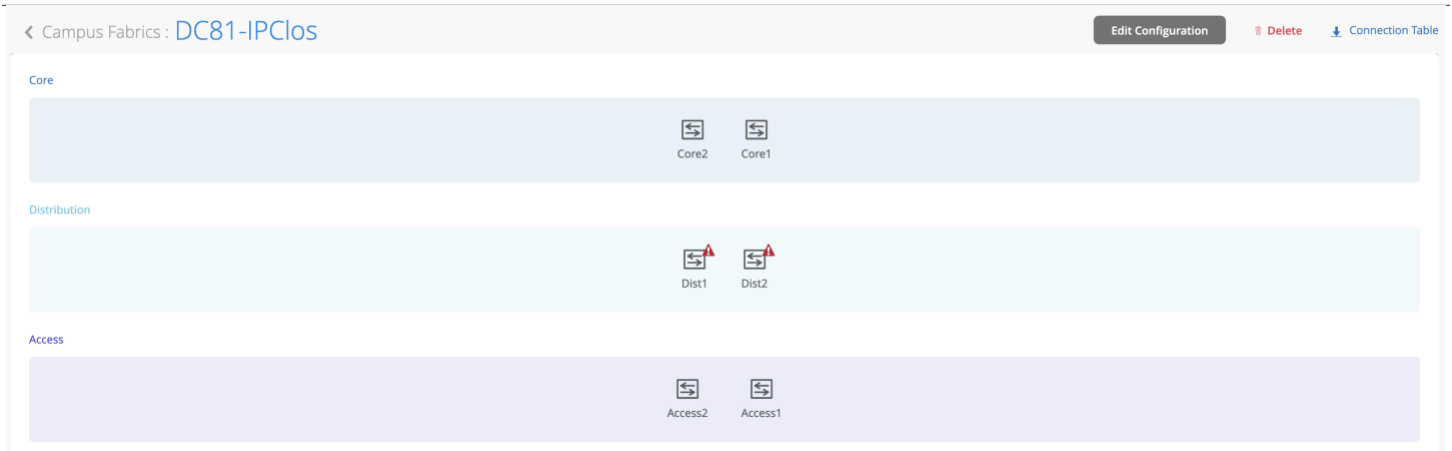 Campus Fabrics : DC81-IPClos
Edit Configuration
Delete
Connection Table
Core
Core2 Core1
Distribution
Dist1 Dist2
Access
Access2 Access1